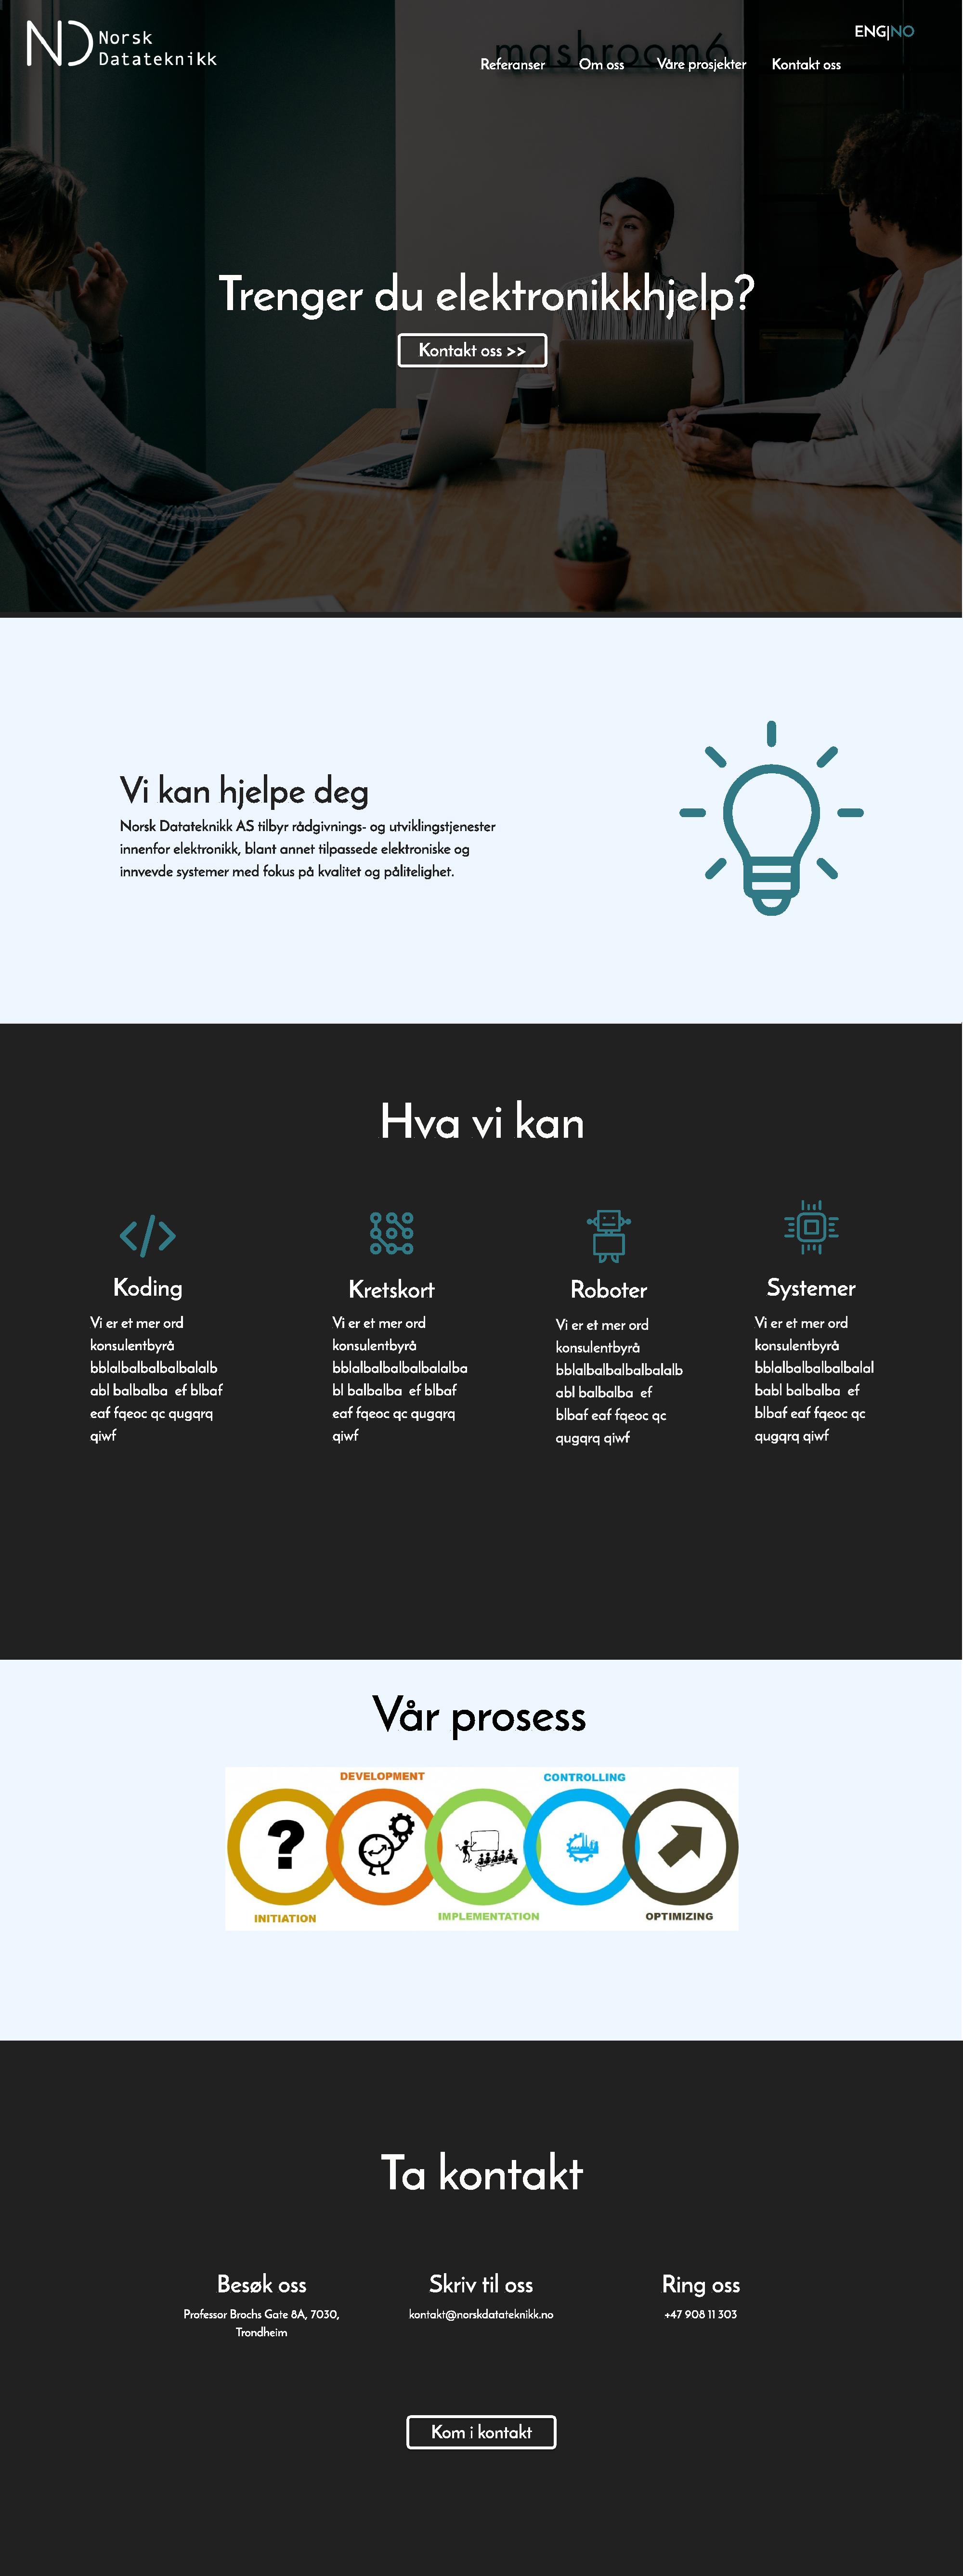 Norsk
Datateknikk
ENG|NO
mashroom6
Referanser Om oss Våre prosjekter Kontakt oss
Trenger du elektronikkhjelp?
Kontakt oss >>
Vi kan hjelpe deg
Norsk Datateknikk AS tilbyr rådgivnings- og utviklingstjenester
innenfor elektronikk, blant annet tilpassede elektroniske og
innvevde systemer med fokus på kvalitet og pålitelighet.
Hva vi kan
Koding
Vi er et mer ord
konsulentbyrå
bblalbalbalbalbalalb
abl balbalba ef blbaf
eaf fqeoc qc qugqrq
qiwf
Kretskort
Vi er et mer ord
konsulentbyrå
bblalbalbalbalbalalba
bl balbalba ef blbaf
eaf fqeoc qc qugqrq
qiwf
Roboter
Vi er et mer ord
konsulentbyrå
bblalbalbalbalbalalb
abl balbalba ef
blbaf eaf fqeoc qc
qugqrq qiwf
Systemer
Vi er et mer ord
konsulentbyrå
bblalbalbalbalbalal
babl balbalba ef
blbaf eaf fqeoc qc
qugqrq qiwf
Vår prosess
DEVELOPMENT CONTROLLING
?
INITIATION IMPLEMENTATION OPTIMIZING
Ta kontakt
Besøk oss
Professor Brochs Gate 8A, 7030,
Trondheim
Skriv til oss
kontakt@norskdatateknikk.no
Ring oss
+47 908 11 303
Kom i kontakt